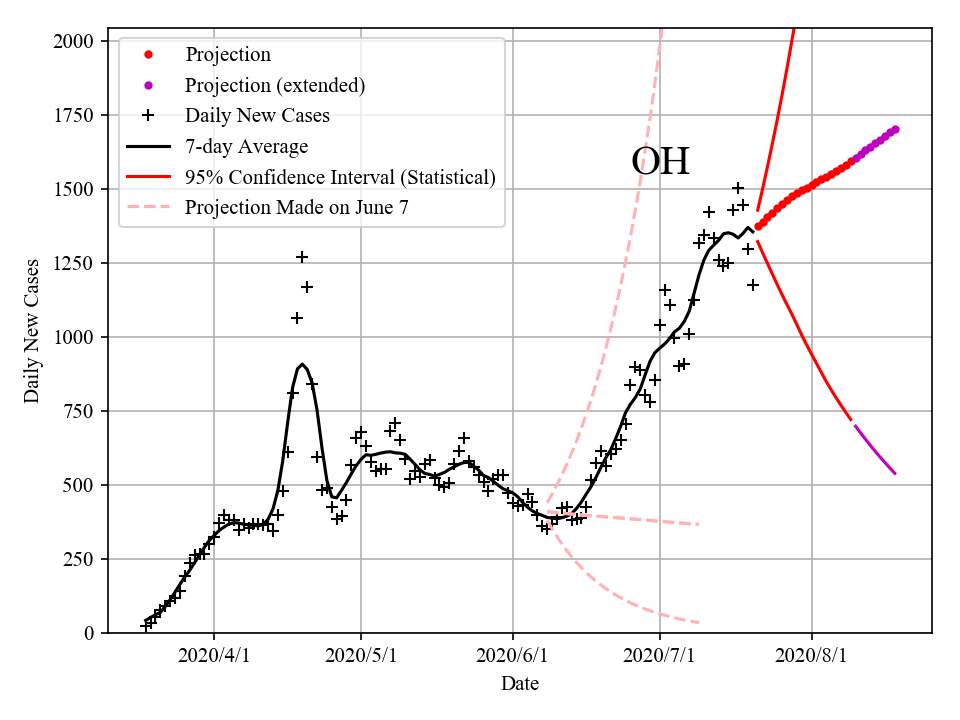 2000
1750
1500
1250
1000
750
500
250
0
Daily New Cases
Projection
Projection (extended)
Daily New Cases
7-day Average
95% Confidence Interval (Statistical)
Projection Made on June 7
OH
2020/4/1 2020/5/1 2020/6/1 2020/7/1 2020/8/1
Date